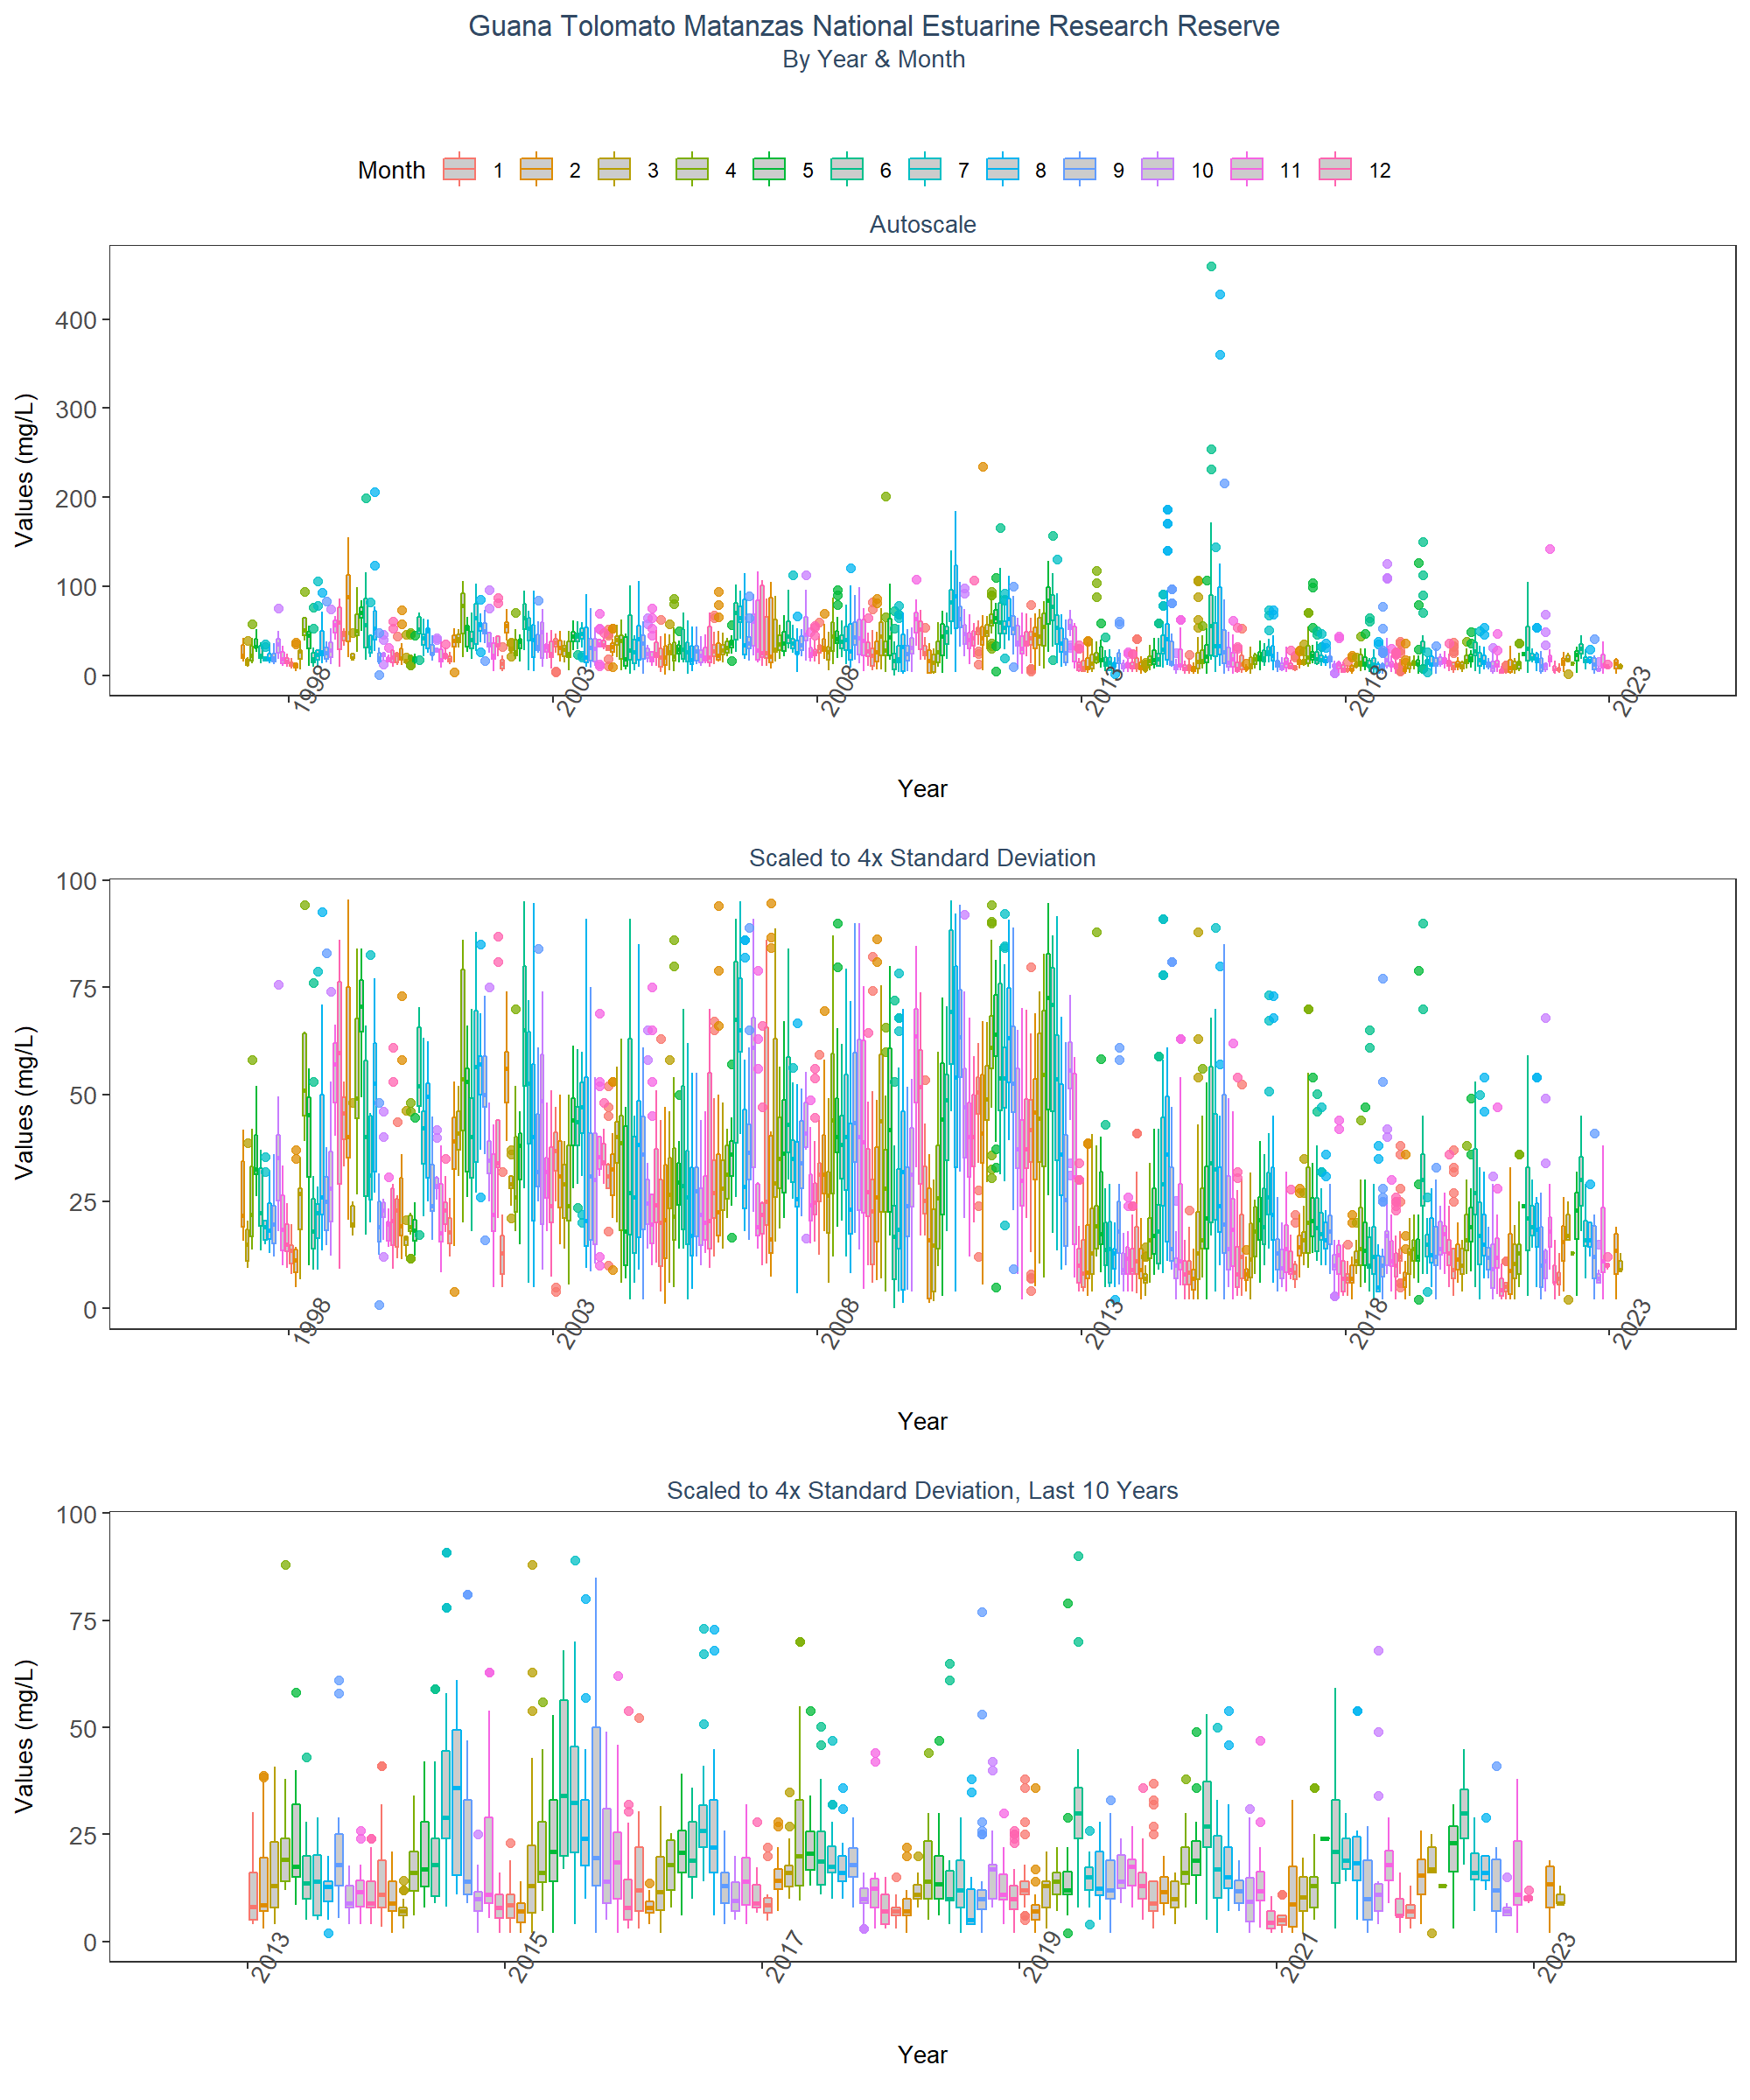 Guana Tolomato Matanzas National Estuarine Research Reserve
By Year & Month
Month 1 2 3 4 5 6 7 8 9 10 11 12
Autoscale
Values (mg/L)
400
300
200
100
0
1998 2003 2008 2013 2018 2023
Year
Scaled to 4x Standard Deviation
Values (mg/L)
100
75
50
25
0
1998 2003 2008 2013 2018 2023
Year
Scaled to 4x Standard Deviation, Last 10 Years
Values (mg/L)
100
75
50
25
0
2013 2015 2017 2019 2021 2023
Year